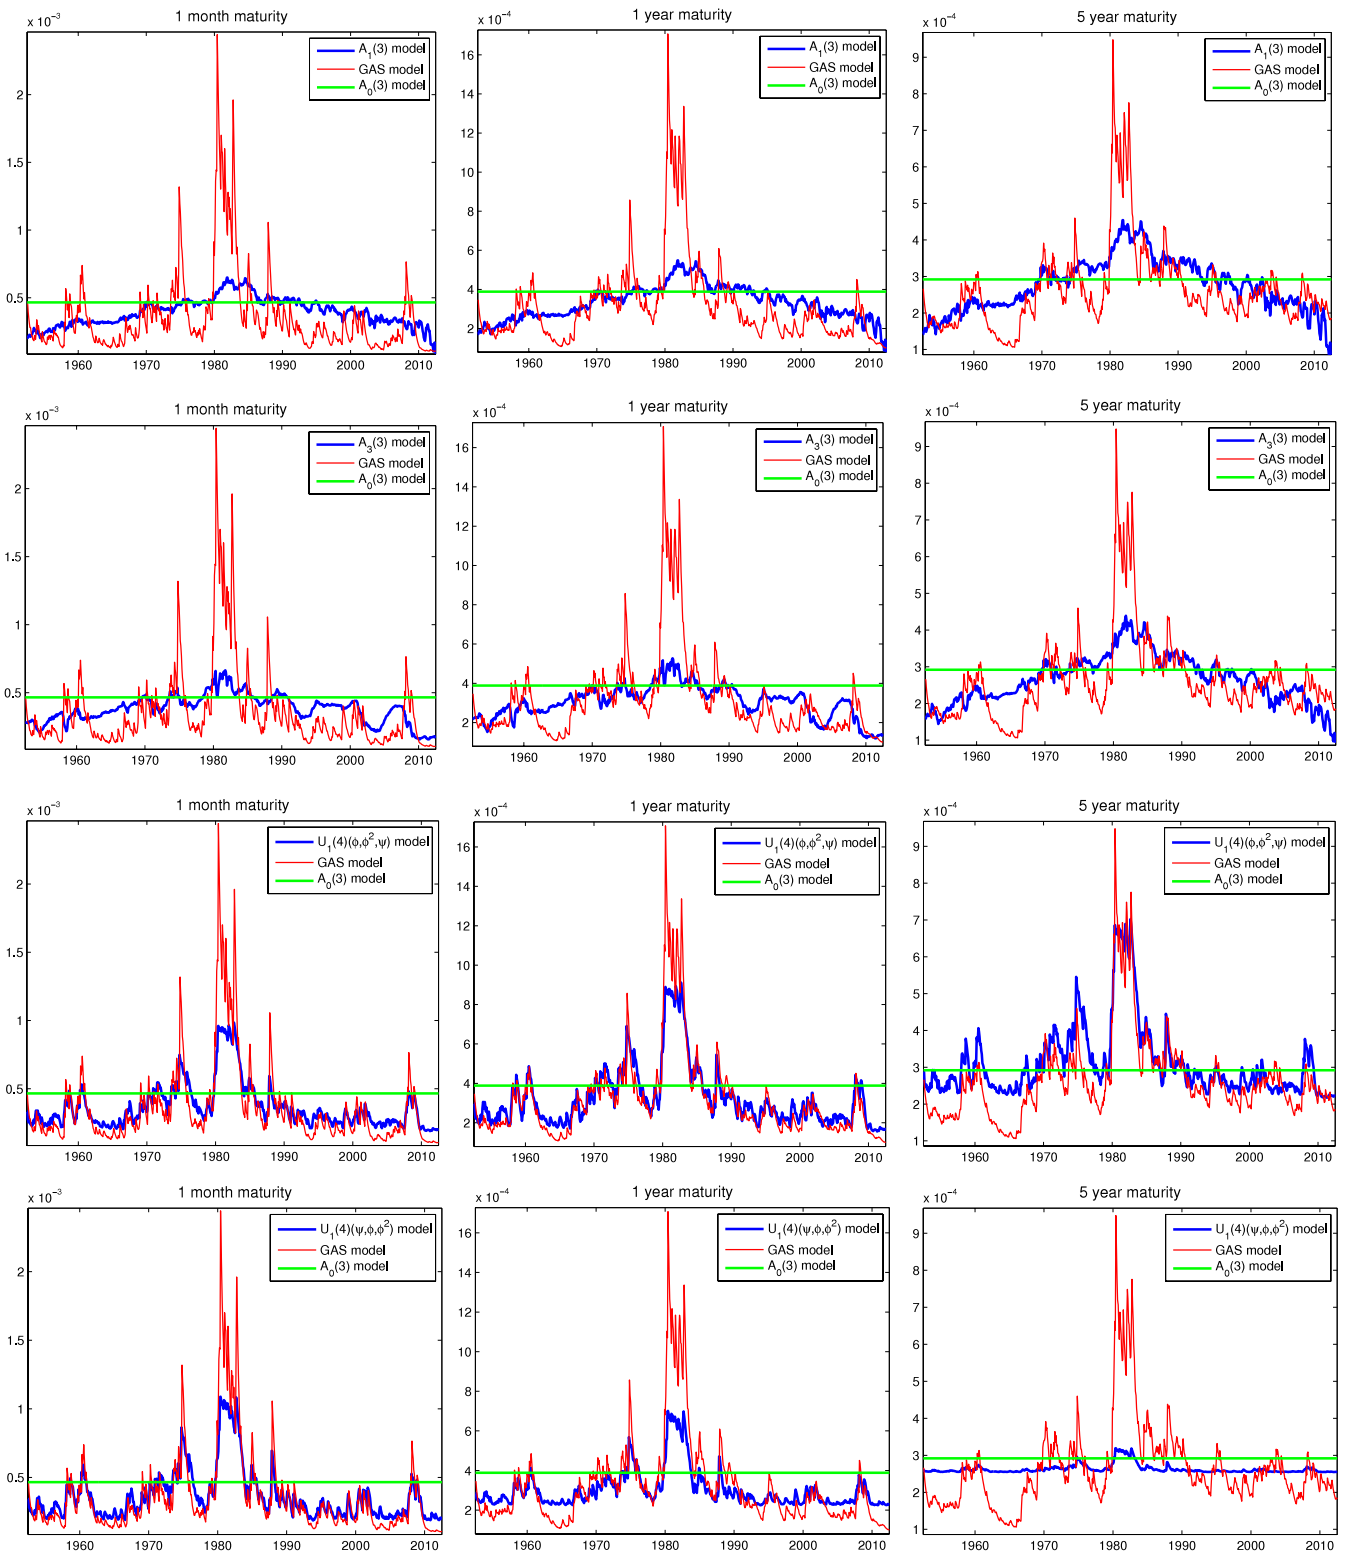 1 month maturity
x 10⁻³
2
1.5
1
0.5
1960 1970 1980 1990 2000 2010
A₁(3) model
GAS model
A₀(3) model
1 year maturity
x 10⁻⁴
16
14
12
10
8
6
4
2
1960 1970 1980 1990 2000 2010
A₁(3) model
GAS model
A₀(3) model
5 year maturity
x 10⁻⁴
9
8
7
6
5
4
3
2
1
1960 1970 1980 1990 2000 2010
A₁(3) model
GAS model
A₀(3) model
1 month maturity
x 10⁻³
2
1.5
1
0.5
1960 1970 1980 1990 2000 2010
A₃(3) model
GAS model
A₀(3) model
1 year maturity
x 10⁻⁴
16
14
12
10
8
6
4
2
1960 1970 1980 1990 2000 2010
A₃(3) model
GAS model
A₀(3) model
5 year maturity
x 10⁻⁴
9
8
7
6
5
4
3
2
1
1960 1970 1980 1990 2000 2010
A₃(3) model
GAS model
A₀(3) model
1 month maturity
x 10⁻³
2
1.5
1
0.5
1960 1970 1980 1990 2000 2010
U₁(4)(ϕ,ϕ²,ψ) model
GAS model
A₀(3) model
1 year maturity
x 10⁻⁴
16
14
12
10
8
6
4
2
1960 1970 1980 1990 2000 2010
U₁(4)(ϕ,ϕ²,ψ) model
GAS model
A₀(3) model
5 year maturity
x 10⁻⁴
9
8
7
6
5
4
3
2
1
1960 1970 1980 1990 2000 2010
U₁(4)(ϕ,ϕ²,ψ) model
GAS model
A₀(3) model
1 month maturity
x 10⁻³
2
1.5
1
0.5
1960 1970 1980 1990 2000 2010
U₁(4)(ψ,ϕ,ϕ²) model
GAS model
A₀(3) model
1 year maturity
x 10⁻⁴
16
14
12
10
8
6
4
2
1960 1970 1980 1990 2000 2010
U₁(4)(ψ,ϕ,ϕ²) model
GAS model
A₀(3) model
5 year maturity
x 10⁻⁴
9
8
7
6
5
4
3
2
1
1960 1970 1980 1990 2000 2010
U₁(4)(ψ,ϕ,ϕ²) model
GAS model
A₀(3) model